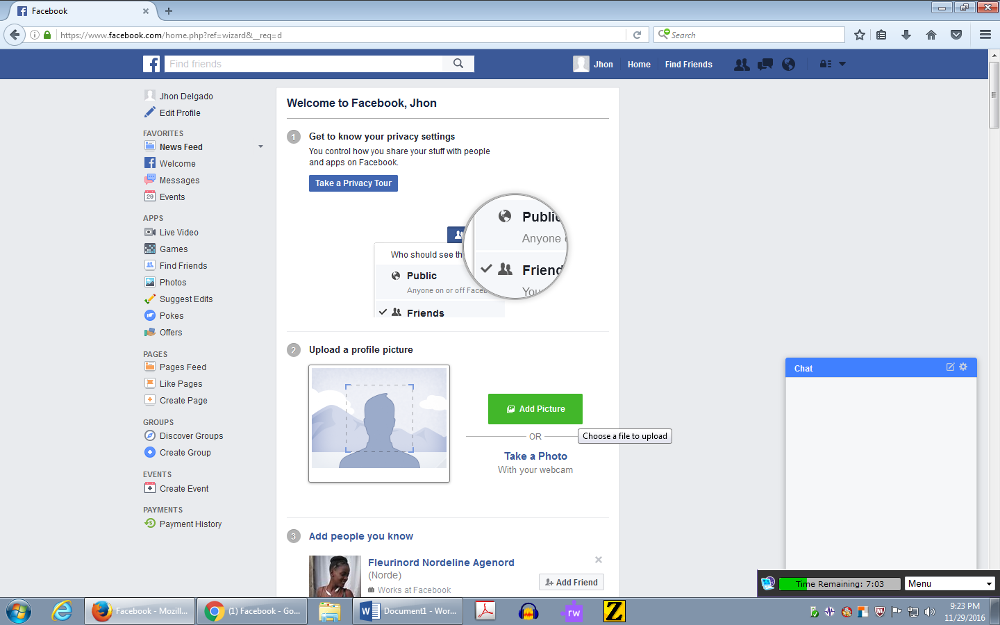 Facebook
https://www.facebook.com/home.php?ref=wizard&__req=d
Search
Find friends
Jhon
Home
Find Friends
Jhon Delgado
Edit Profile
FAVORITES
News Feed
Welcome
Messages
29
Events
APPS
Live Video
Games
Find Friends
Photos
Suggest Edits
Pokes
Offers
PAGES
Pages Feed
Like Pages
Create Page
GROUPS
Discover Groups
Create Group
EVENTS
Create Event
PAYMENTS
Payment History
Welcome to Facebook, Jhon
1
Get to know your privacy settings
You control how you share your stuff with people
and apps on Facebook.
Take a Privacy Tour
Who should see th
Public
Anyone on or off Faceb
Friends
Public
Anyone
Friend
You
2
Upload a profile picture
Add Picture
OR
Choose a file to upload
Take a Photo
With your webcam
3
Add people you know
Fleurinord Nordeline Agenord
(Norde)
Works at Facebook
Add Friend
Chat
Time Remaining: 7:03
Menu
Facebook - Mozill...
(1) Facebook - Go...
Document1 - Wor...
rw
Z
9:23 PM
11/29/2016